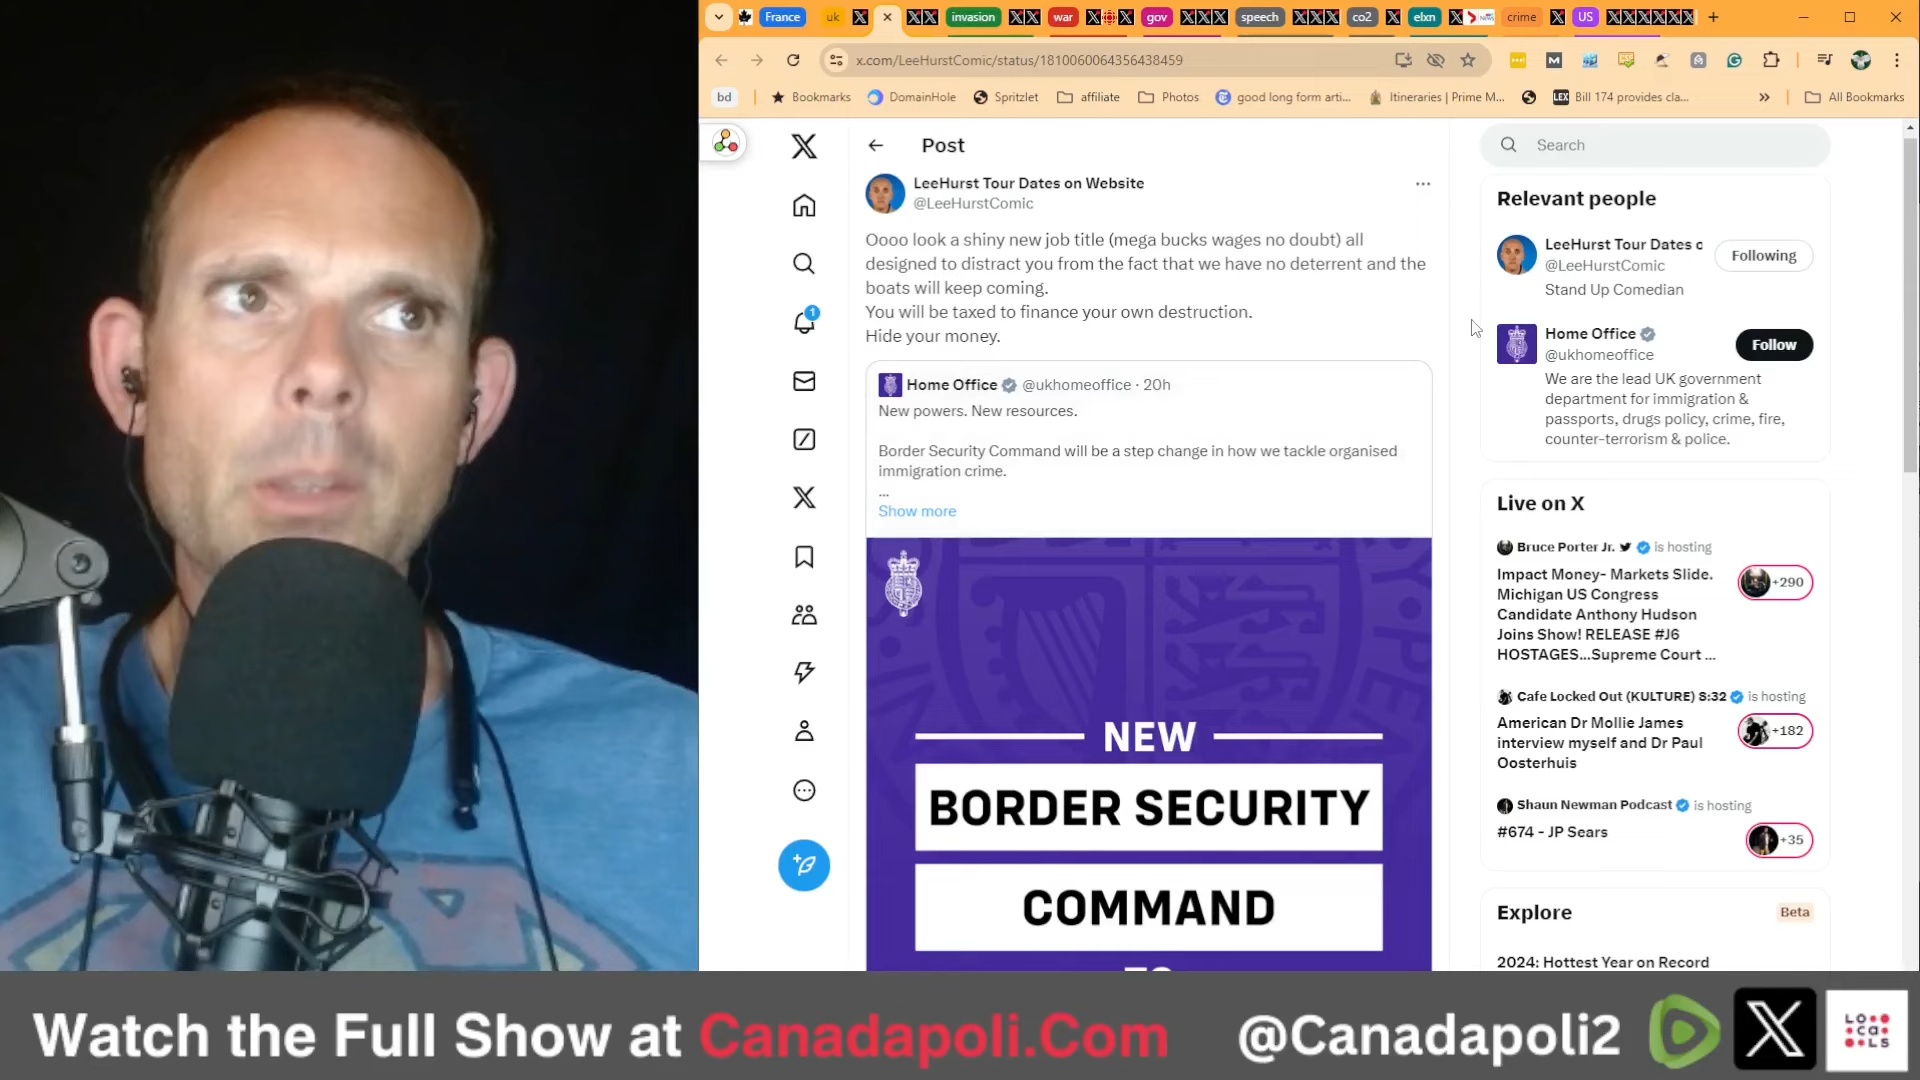 France
uk
invasion
war
gov
speech
co2
elxn
crime
US
x.com/LeeHurstComic/status/1810060064356438459
bd
Bookmarks
DomainHole
Spritzlet
affiliate
Photos
good long form arti...
Itineraries | Prime M...
LEX
Bill 174 provides cla...
»
All Bookmarks
Post
LeeHurst Tour Dates on Website
@LeeHurstComic
Oooo look a shiny new job title (mega bucks wages no doubt) all
designed to distract you from the fact that we have no deterrent and the
boats will keep coming.
You will be taxed to finance your own destruction.
Hide your money.
Home Office @ukhomeoffice · 20h
New powers. New resources.
Border Security Command will be a step change in how we tackle organised
immigration crime.
...
Show more
NEW
BORDER SECURITY
COMMAND
1
Search
Relevant people
LeeHurst Tour Dates o
@LeeHurstComic
Following
Stand Up Comedian
Home Office
@ukhomeoffice
Follow
We are the lead UK government
department for immigration &
passports, drugs policy, crime, fire,
counter-terrorism & police.
Live on X
Bruce Porter Jr. is hosting
Impact Money- Markets Slide.
Michigan US Congress
Candidate Anthony Hudson
Joins Show! RELEASE #J6
HOSTAGES...Supreme Court ...
+290
Cafe Locked Out (KULTURE) 8:32 is hosting
American Dr Mollie James
interview myself and Dr Paul
Oosterhuis
+182
Shaun Newman Podcast is hosting
#674 - JP Sears
+35
Explore
Beta
2024: Hottest Year on Record
Watch the Full Show at Canadapoli.Com
@Canadapoli2
LO
CA
LS